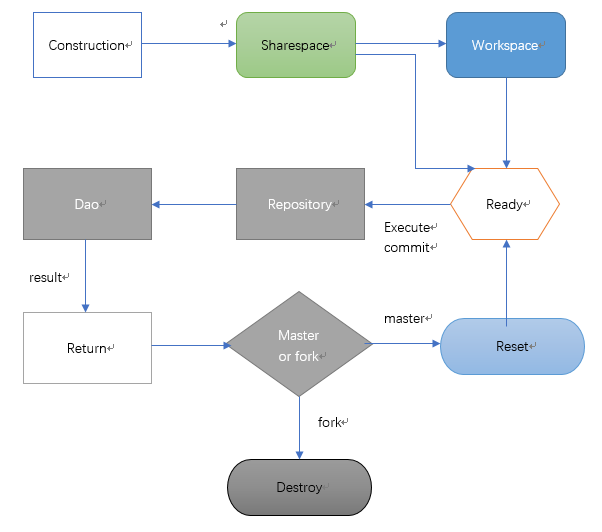 Construction
Sharespace
Workspace
Dao
Repository
Ready
Execute
commit
result
Return
Master
or fork
master
Reset
fork
Destroy